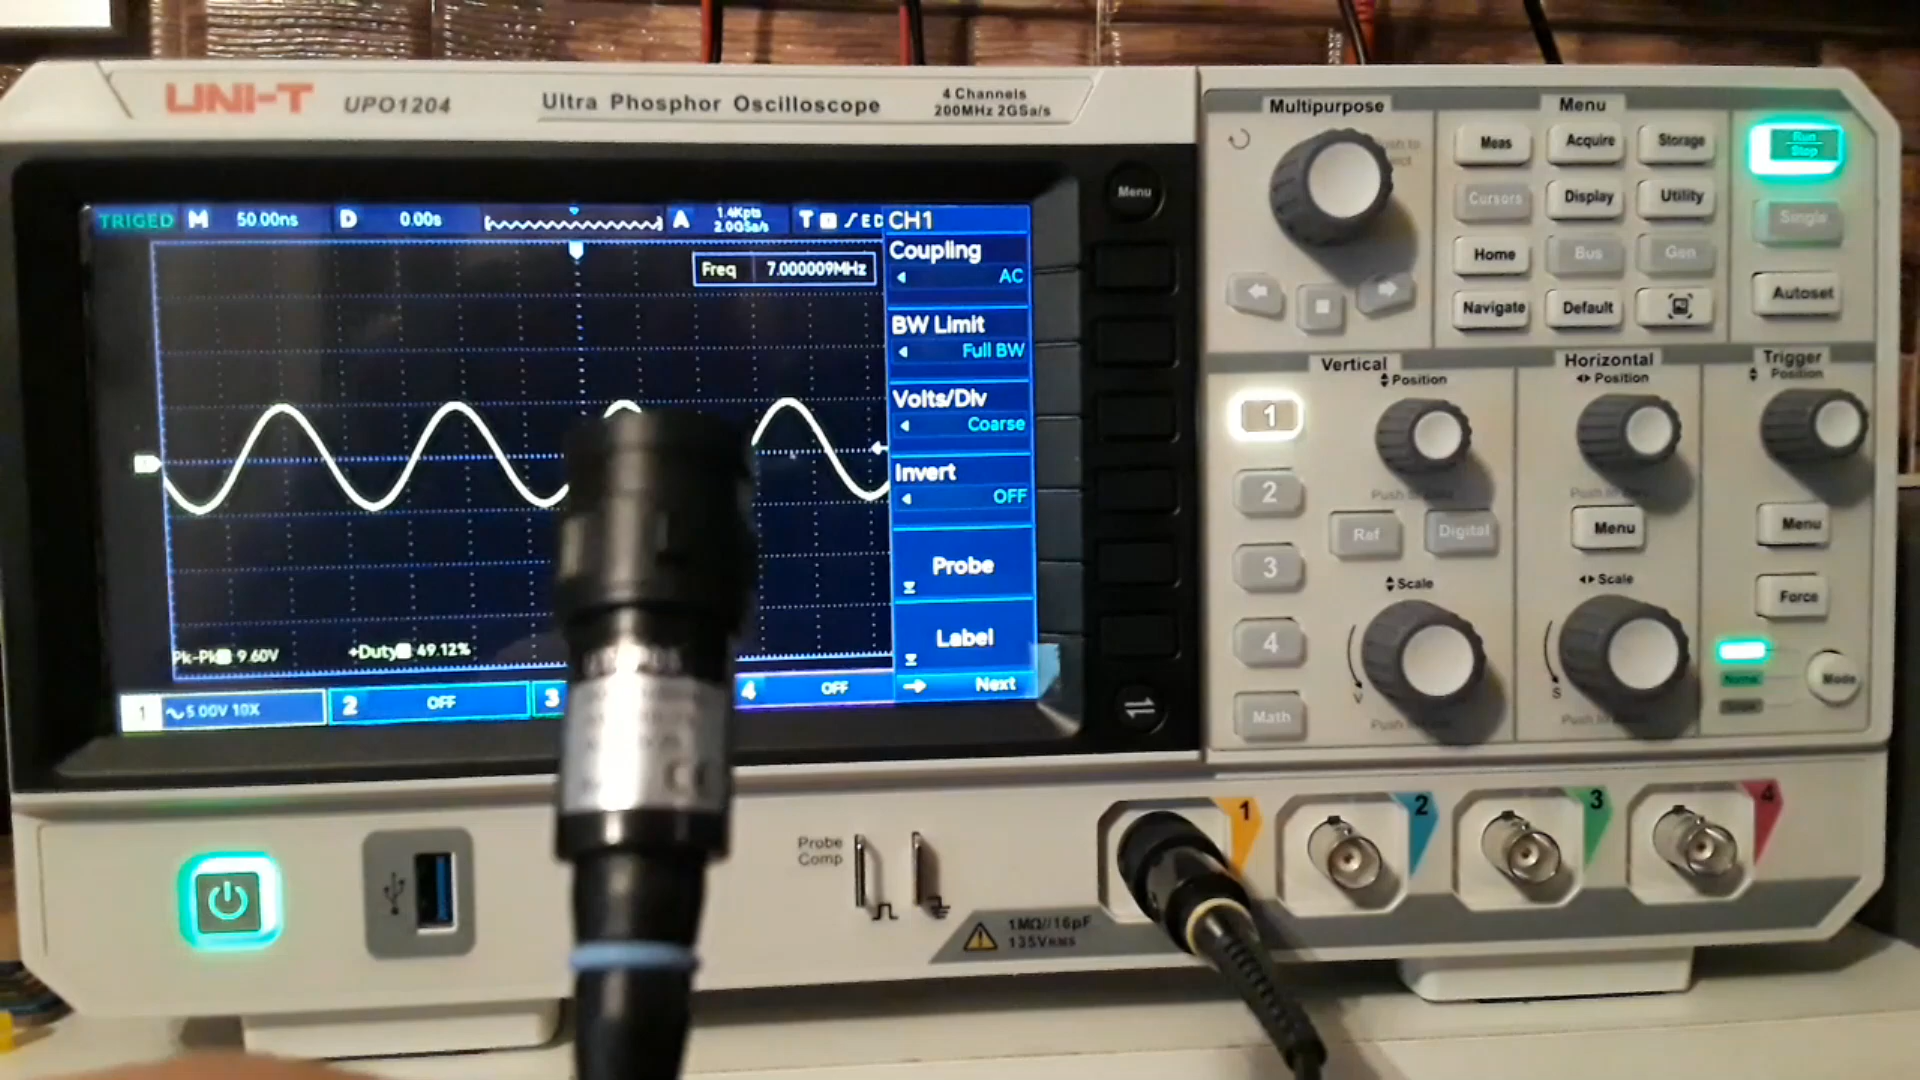 UNI-T UPO1204 Ultra Phosphor Oscilloscope 4 Channels
200MHz 2GSa/s
TRIGED M 50.00ns D 0.00s A 1.4Kpts
2.0GSa/s
T
CH1
Freq 7.000009MHz
Coupling
AC
BW Limit
Full BW
Volts/Div
Coarse
Invert
OFF
Probe
Label
Next
Pk-Pk 9.60V +Duty 49.12%
1 5.00V 10X 2 OFF 3 4 OFF
Menu
Multipurpose
Menu
Meas Acquire Storage
Cursors Display Utility
Home Bus Gen
Navigate Default
Run
Stop
Single
Autoset
Vertical
Position
1
2
3
4
Math
Ref Digital
Scale
Horizontal
Position
Menu
Scale
S
Trigger
Position
Menu
Force
Mode
Probe
Comp
1MΩ//16pF
135VRMS
1 2 3 4